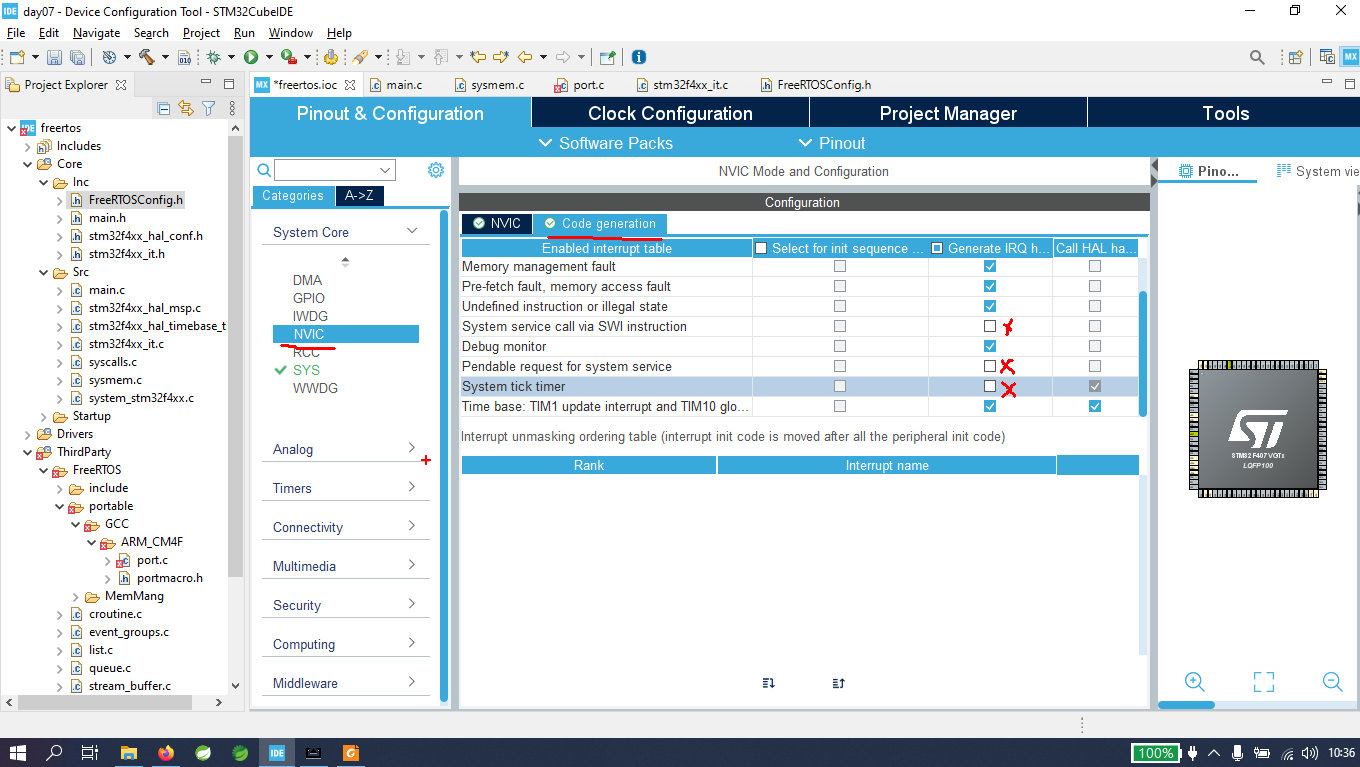 day07 - Device Configuration Tool - STM32CubeIDE
File Edit Navigate Search Project Run Window Help
Project Explorer
*freertos.ioc main.c sysmem.c port.c stm32f4xx_it.c FreeRTOSConfig.h
freertos
Includes
Core
Inc
FreeRTOSConfig.h
main.h
stm32f4xx_hal_conf.h
stm32f4xx_it.h
Src
main.c
stm32f4xx_hal_msp.c
stm32f4xx_hal_timebase_t
stm32f4xx_it.c
syscalls.c
sysmem.c
system_stm32f4xx.c
Startup
Drivers
ThirdParty
FreeRTOS
include
portable
GCC
ARM_CM4F
port.c
portmacro.h
MemMang
croutine.c
event_groups.c
list.c
queue.c
stream_buffer.c
Pinout & Configuration Clock Configuration Project Manager Tools
Software Packs Pinout
Categories A->Z
System Core
DMA
GPIO
IWDG
NVIC
RCC
SYS
WWDG
Analog
Timers
Connectivity
Multimedia
Security
Computing
Middleware
NVIC Mode and Configuration
Configuration
NVIC Code generation
Enabled interrupt table Select for init sequence ... Generate IRQ h... Call HAL ha...
Memory management fault
Pre-fetch fault, memory access fault
Undefined instruction or illegal state
System service call via SWI instruction
Debug monitor
Pendable request for system service
System tick timer
Time base: TIM1 update interrupt and TIM10 glo...
Interrupt unmasking ordering table (interrupt init code is moved after all the peripheral init code)
Rank Interrupt name
Pino... System vie
STM32F407VGTx
LQFP100
100% 10:36